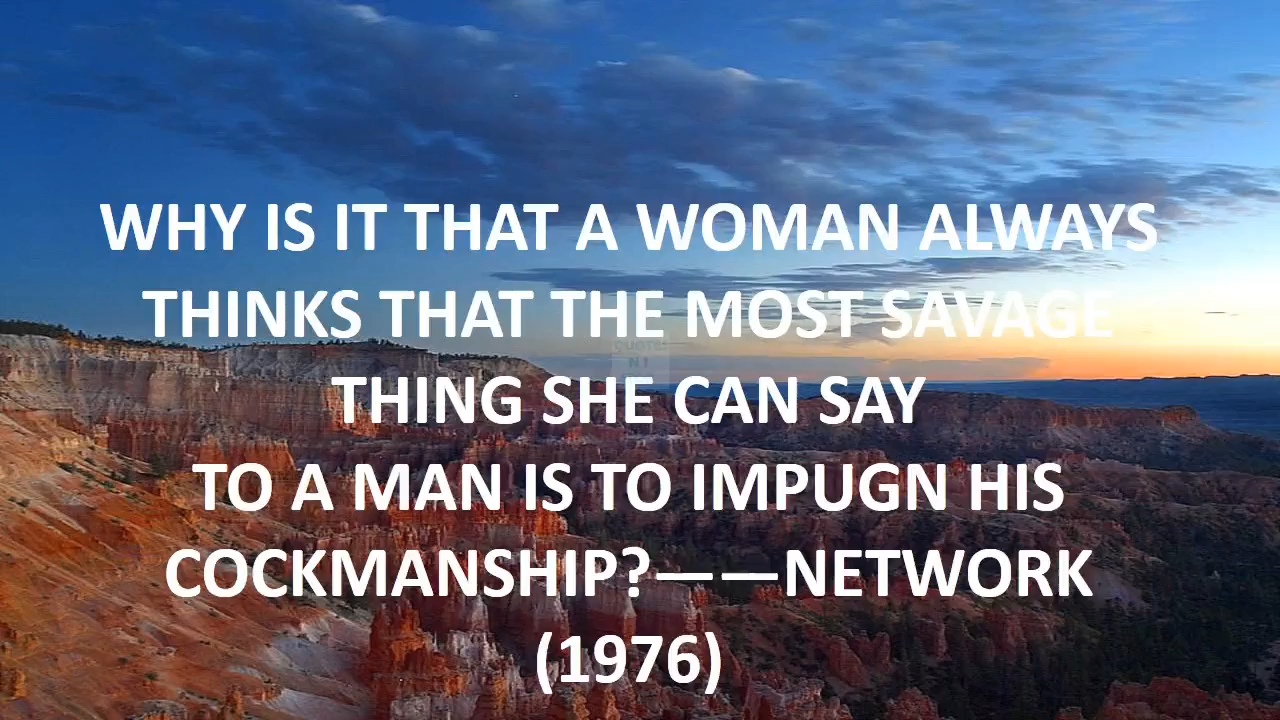 WHY IS IT THAT A WOMAN ALWAYS
THINKS THAT THE MOST SAVAGE
quote
N I
THING SHE CAN SAY
TO A MAN IS TO IMPUGN HIS
COCKMANSHIP?——NETWORK
(1976)